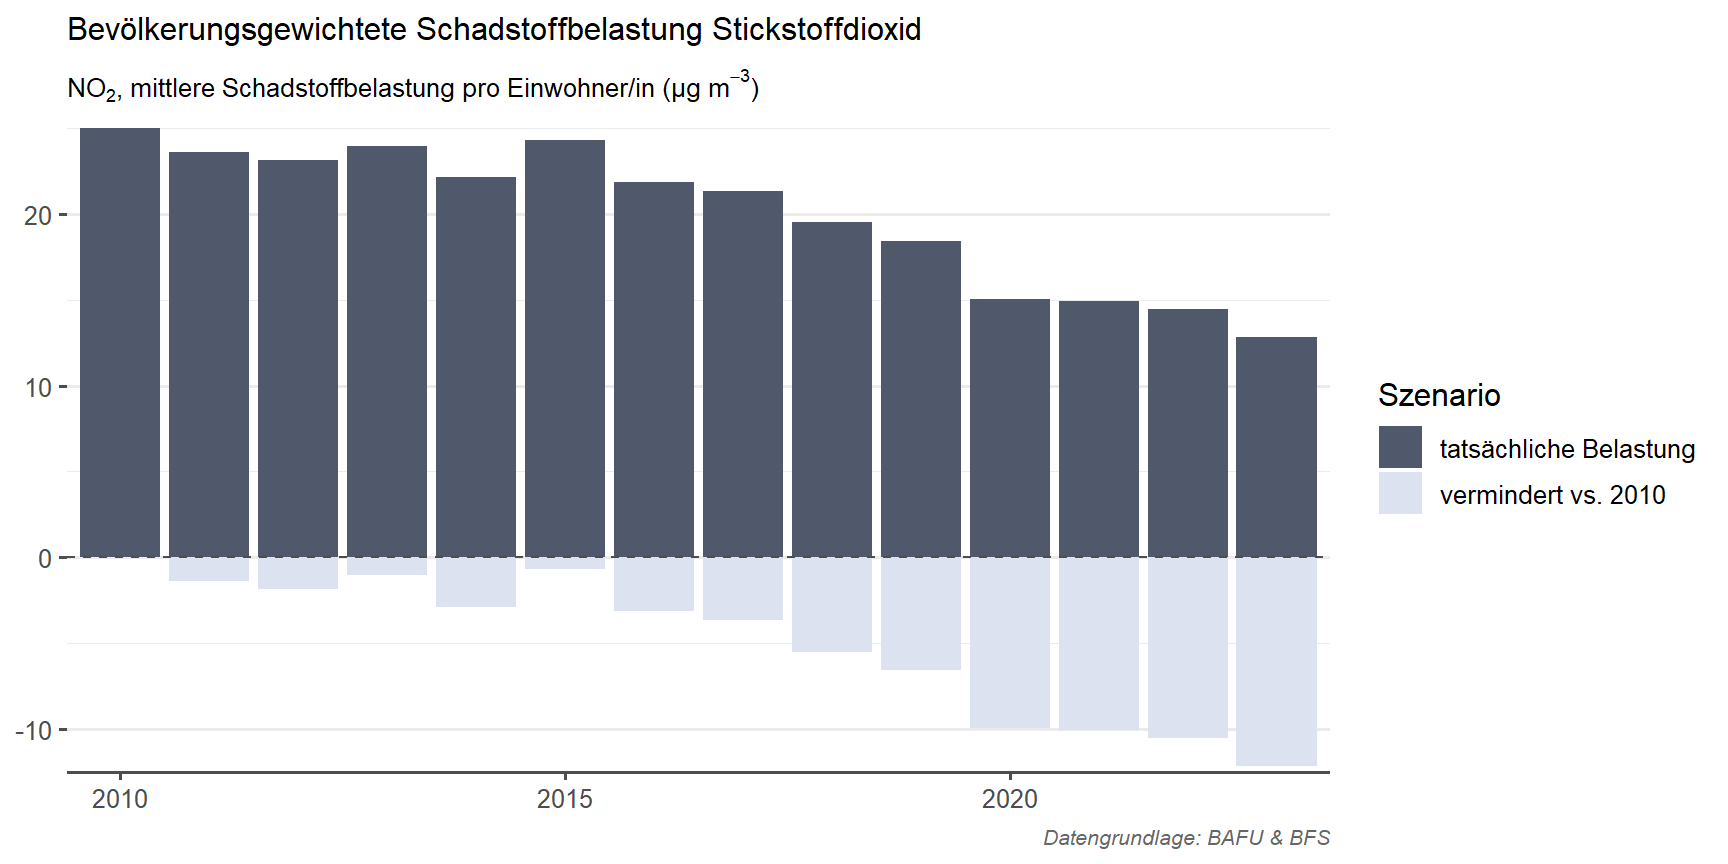 Bevölkerungsgewichtete Schadstoffbelastung Stickstoffdioxid
NO₂, mittlere Schadstoffbelastung pro Einwohner/in (µg m⁻³)
20
10
0
-10
2010
2015
2020
Szenario
tatsächliche Belastung
vermindert vs. 2010
Datengrundlage: BAFU & BFS